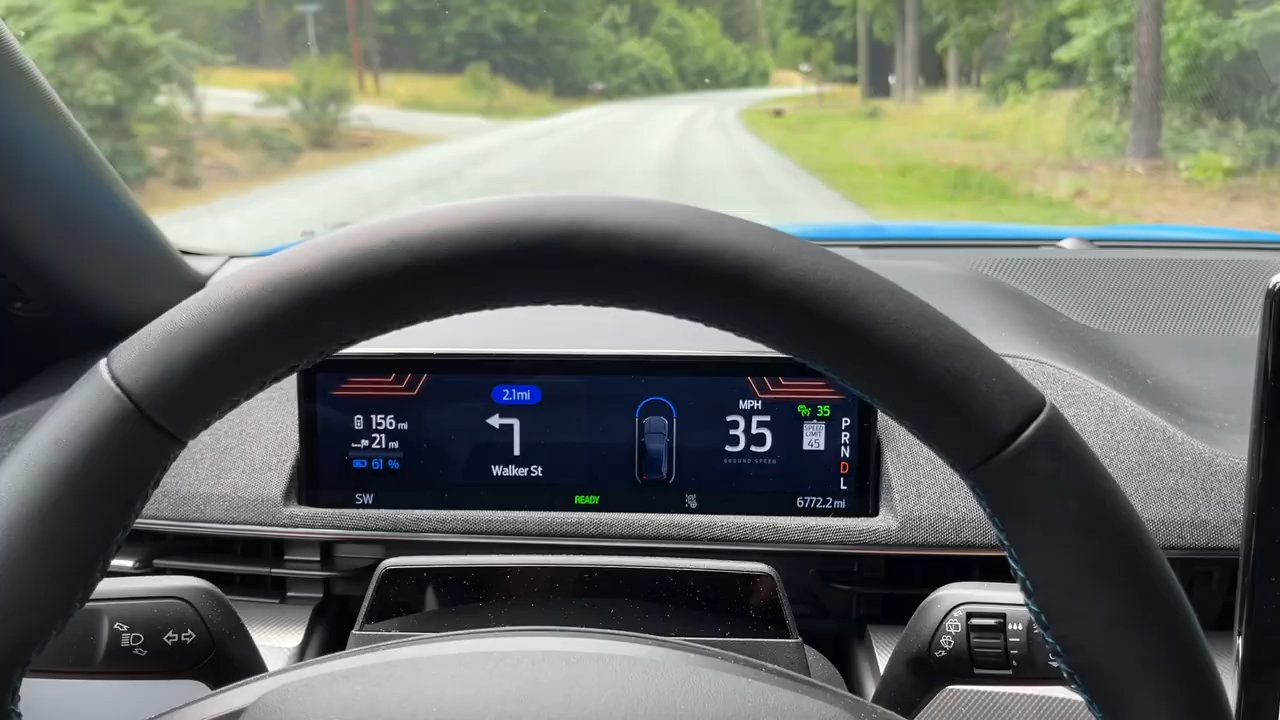 2.1mi
156 mi
21 mi
61 %
Walker St
MPH
35
GROUND SPEED
35
SPEED
LIMIT
45
P
R
N
D
L
SW
READY
6772.2 mi